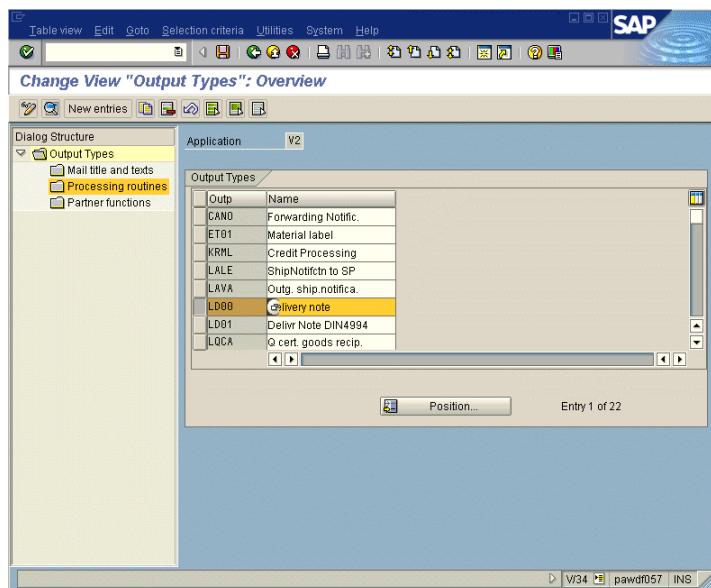 Table view Edit Goto Selection criteria Utilities System Help
SAP
Change View "Output Types": Overview
New entries
Dialog Structure
Output Types
Mail title and texts
Processing routines
Partner functions
Application V2
Output Types
Outp Name
CANO Forwarding Notific.
ET01 Material label
KRML Credit Processing
LALE ShipNotifctn to SP
LAVA Outg. ship.notifica.
LD00 Delivery note
LD01 Delivr Note DIN4994
LQCA Q cert. goods recip.
Position... Entry 1 of 22
V/34 pawdf057 INS